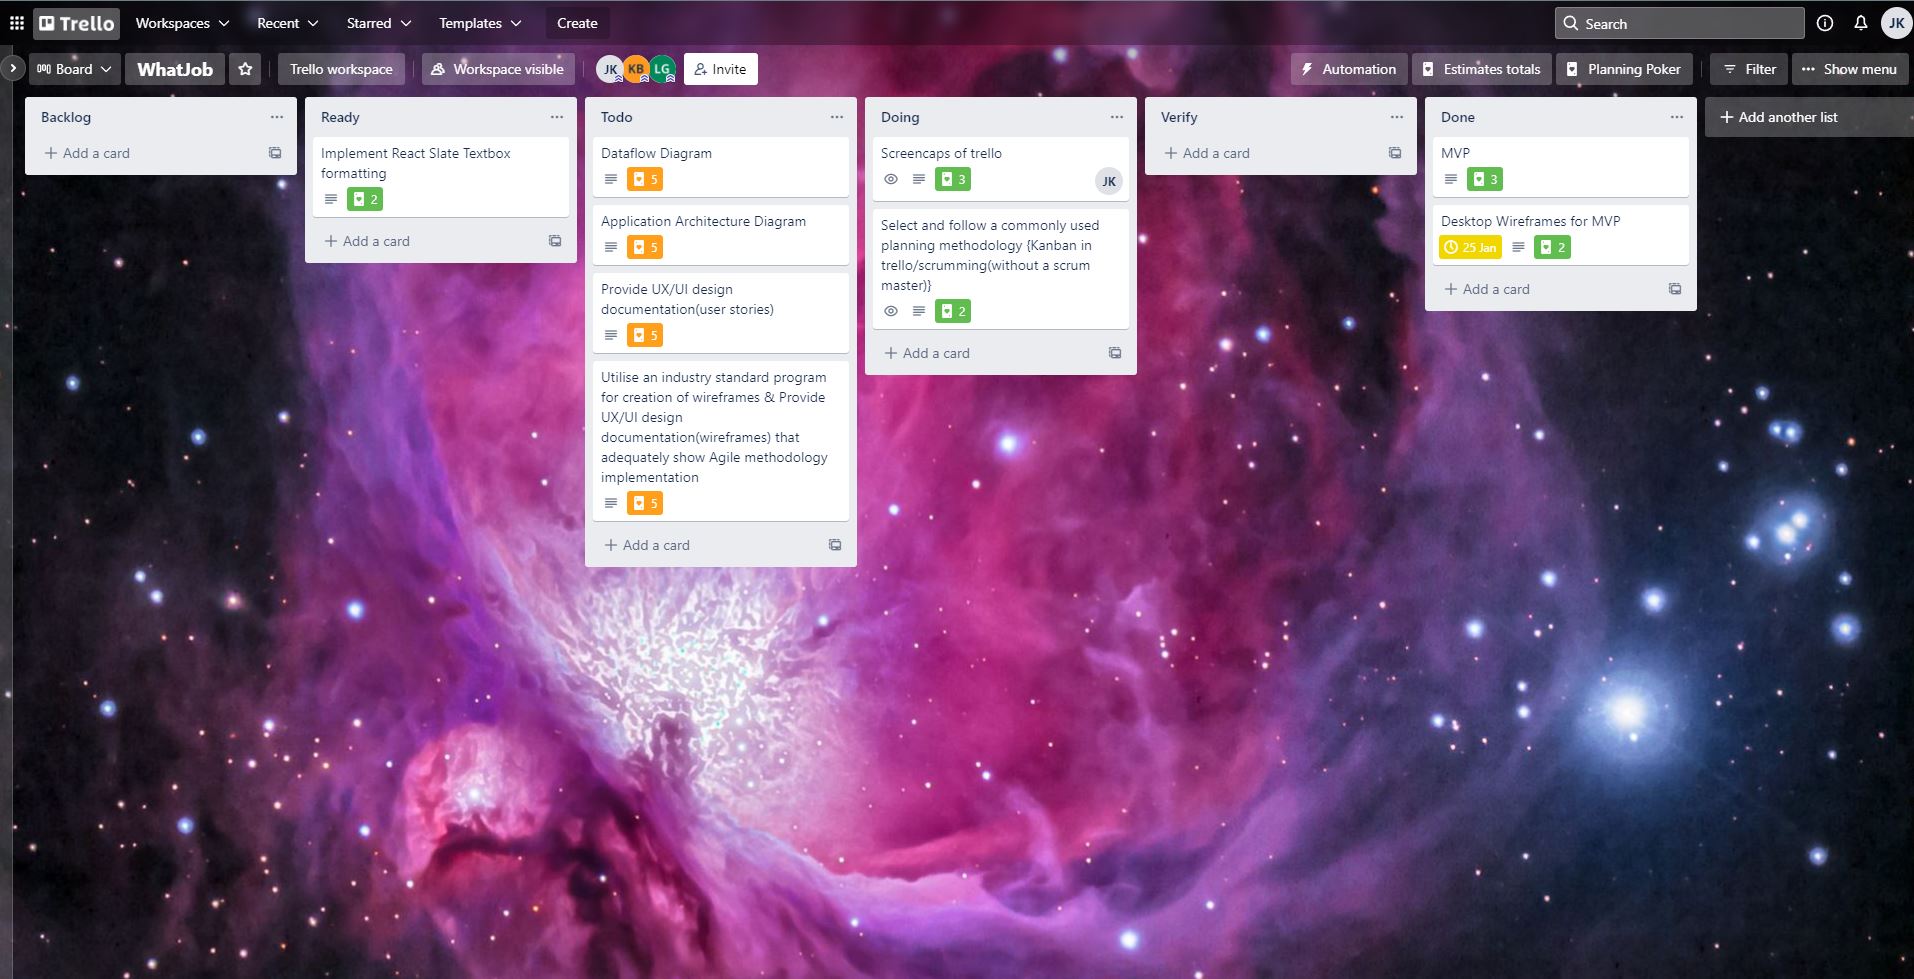 Trello
Workspaces
Recent
Starred
Templates
Create
Search
JK
Board
WhatJob
Trello workspace
Workspace visible
JK
KB
LG
Invite
Automation
Estimates totals
Planning Poker
Filter
Show menu
Backlog
Add a card
Ready
Implement React Slate Textbox
formatting
2
Add a card
Todo
Dataflow Diagram
5
Application Architecture Diagram
5
Provide UX/UI design
documentation(user stories)
5
Utilise an industry standard program
for creation of wireframes & Provide
UX/UI design
documentation(wireframes) that
adequately show Agile methodology
implementation
5
Add a card
Doing
Screencaps of trello
3
JK
Select and follow a commonly used
planning methodology {Kanban in
trello/scrumming(without a scrum
master)}
2
Add a card
Verify
Add a card
Done
MVP
3
Desktop Wireframes for MVP
25 Jan
2
Add a card
Add another list